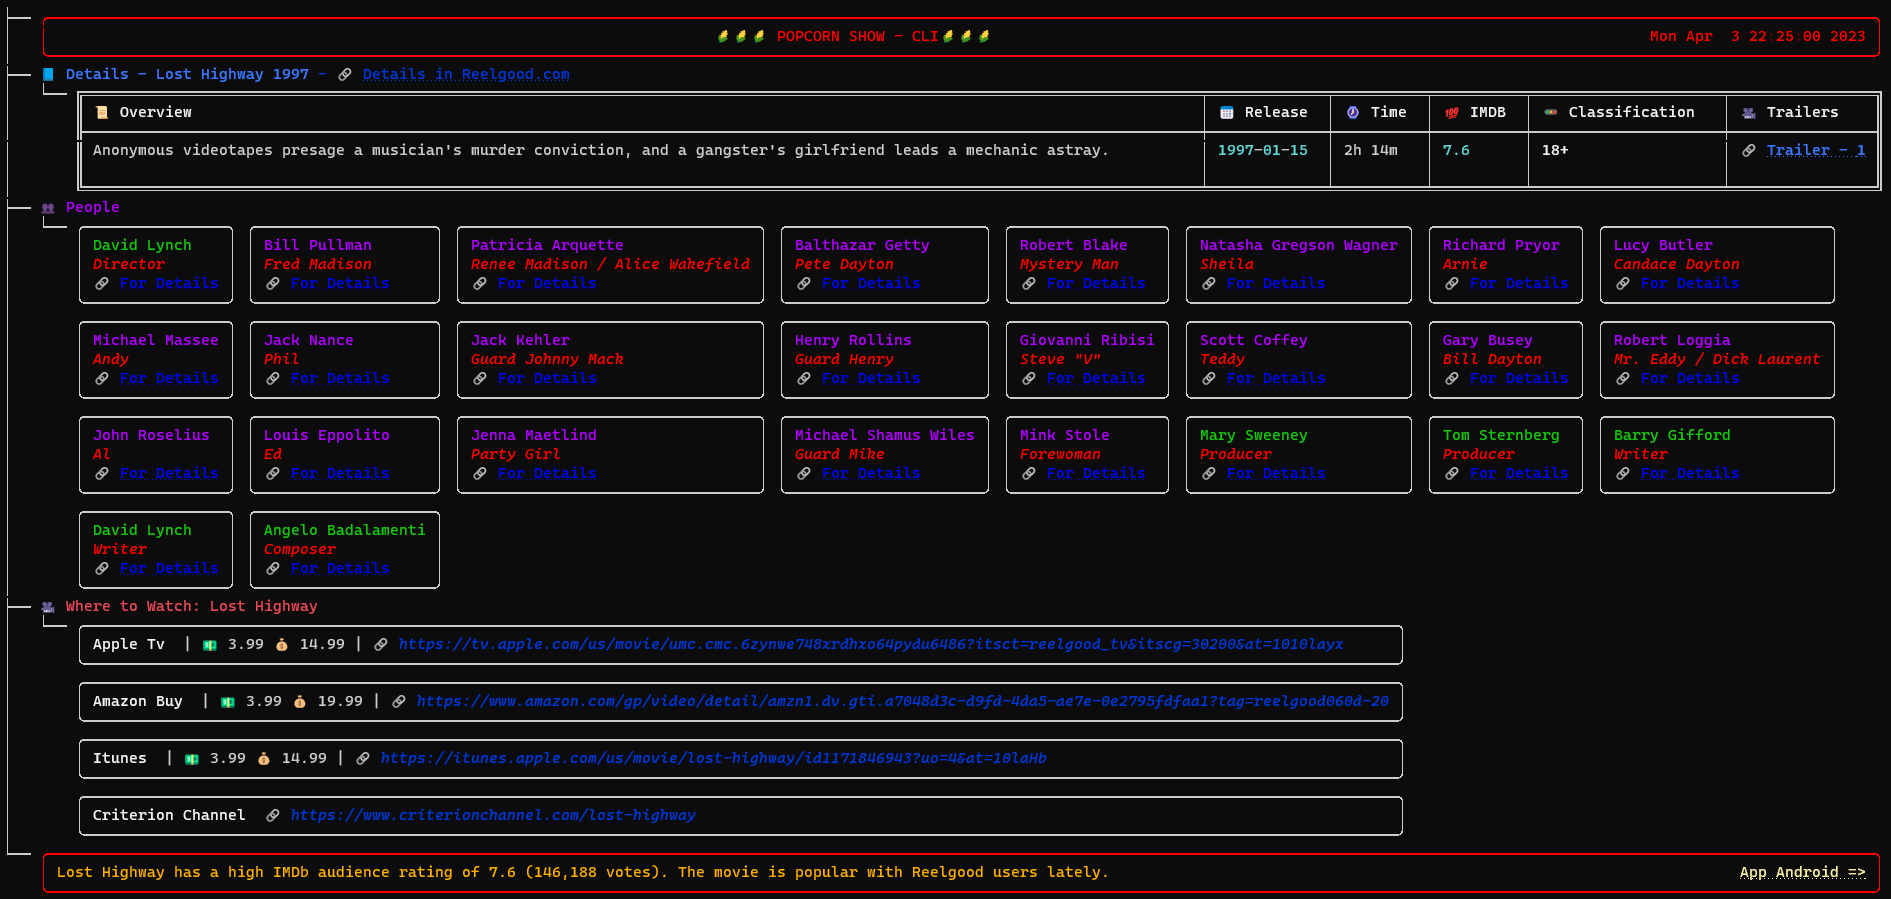 POPCORN SHOW - CLI
Mon Apr  3 22:25:00 2023
Details - Lost Highway 1997 - Details in Reelgood.com
Overview Release Time IMDB Classification Trailers
Anonymous videotapes presage a musician's murder conviction, and a gangster's girlfriend leads a mechanic astray. 1997-01-15 2h 14m 7.6 18+ Trailer - 1
People
David Lynch Bill Pullman Patricia Arquette Balthazar Getty Robert Blake Natasha Gregson Wagner Richard Pryor Lucy Butler
Director Fred Madison Renee Madison / Alice Wakefield Pete Dayton Mystery Man Sheila Arnie Candace Dayton
For Details For Details For Details For Details For Details For Details For Details For Details
Michael Massee Jack Nance Jack Kehler Henry Rollins Giovanni Ribisi Scott Coffey Gary Busey Robert Loggia
Andy Phil Guard Johnny Mack Guard Henry Steve "V" Teddy Bill Dayton Mr. Eddy / Dick Laurent
For Details For Details For Details For Details For Details For Details For Details For Details
John Roselius Louis Eppolito Jenna Maetlind Michael Shamus Wiles Mink Stole Mary Sweeney Tom Sternberg Barry Gifford
Al Ed Party Girl Guard Mike Forewoman Producer Producer Writer
For Details For Details For Details For Details For Details For Details For Details For Details
David Lynch Angelo Badalamenti
Writer Composer
For Details For Details
Where to Watch: Lost Highway
Apple Tv | 3.99 14.99 | https://tv.apple.com/us/movie/umc.cmc.6zynwe748xrdhxo64pydu6486?itsct=reelgood_tv&itscg=30200&at=1010layx
Amazon Buy | 3.99 19.99 | https://www.amazon.com/gp/video/detail/amzn1.dv.gti.a7048d3c-d9fd-4da5-ae7e-0e2795fdfaa1?tag=reelgood060d-20
Itunes | 3.99 14.99 | https://itunes.apple.com/us/movie/lost-highway/id1171846943?uo=4&at=10laHb
Criterion Channel https://www.criterionchannel.com/lost-highway
Lost Highway has a high IMDb audience rating of 7.6 (146,188 votes). The movie is popular with Reelgood users lately. App Android =>